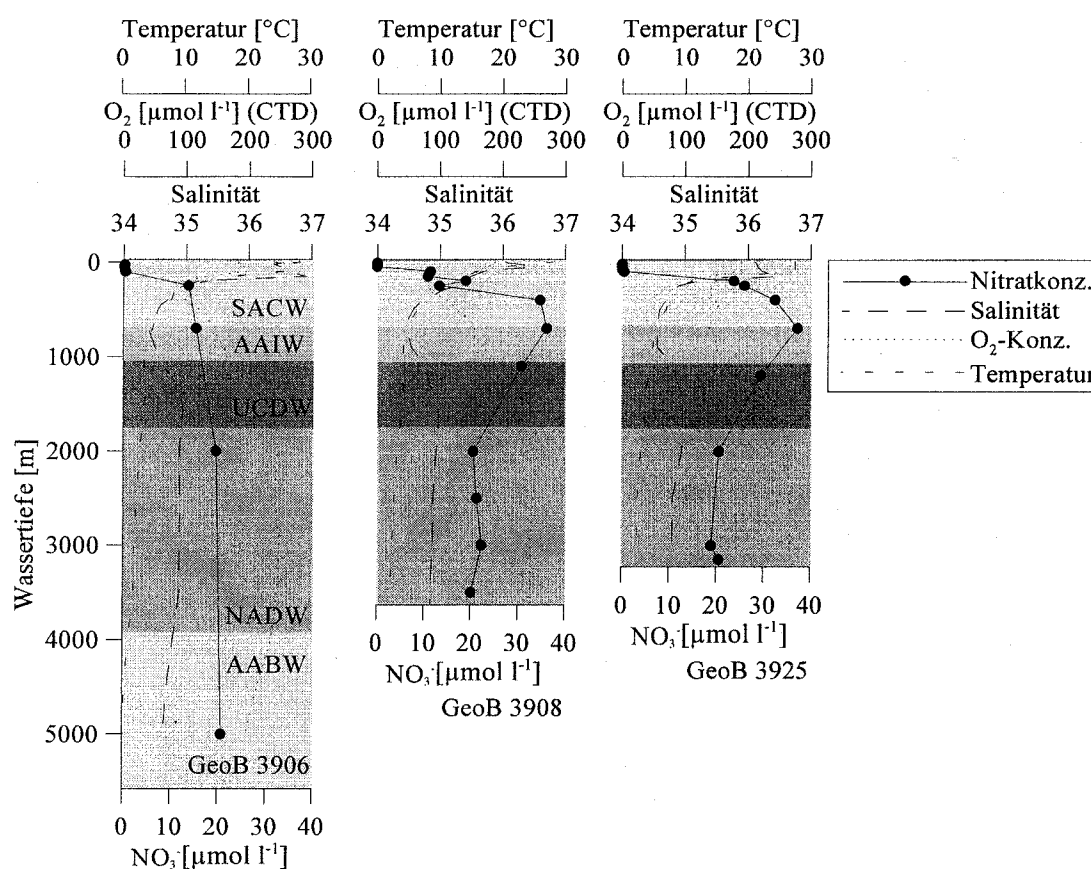 Temperatur [°C] Temperatur [°C] Temperatur [°C]
0 10 20 30 0 10 20 30 0 10 20 30
O₂ [µmol l⁻¹] (CTD) O₂ [µmol l⁻¹] (CTD) O₂ [µmol l⁻¹] (CTD)
0 100 200 300 0 100 200 300 0 100 200 300
Salinität Salinität Salinität
34 35 36 37 34 35 36 37 34 35 36 37
Wassertiefe [m]
0
1000
2000
3000
4000
5000
SACW
AAIW
UCDW
NADW
AABW
GeoB 3906
0 10 20 30 40
NO₃⁻[µmol l⁻¹]
0 10 20 30 40
NO₃⁻[µmol l⁻¹]
GeoB 3908
0 10 20 30 40
NO₃⁻[µmol l⁻¹]
GeoB 3925
Nitratkonz.
Salinität
O₂-Konz.
Temperatur